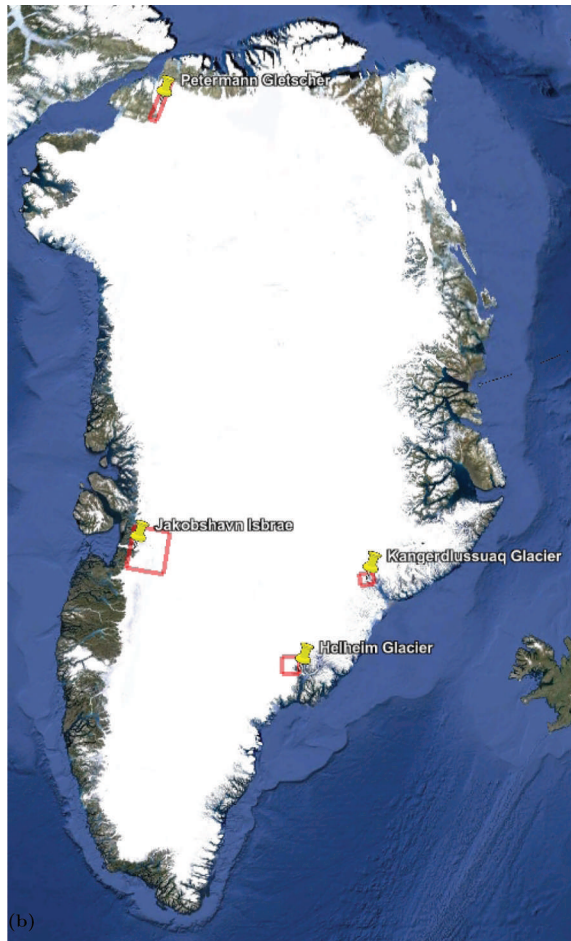 Petermann Gletscher
Jakobshavn Isbrae
Kangerdlussuaq Glacier
Helheim Glacier
(b)